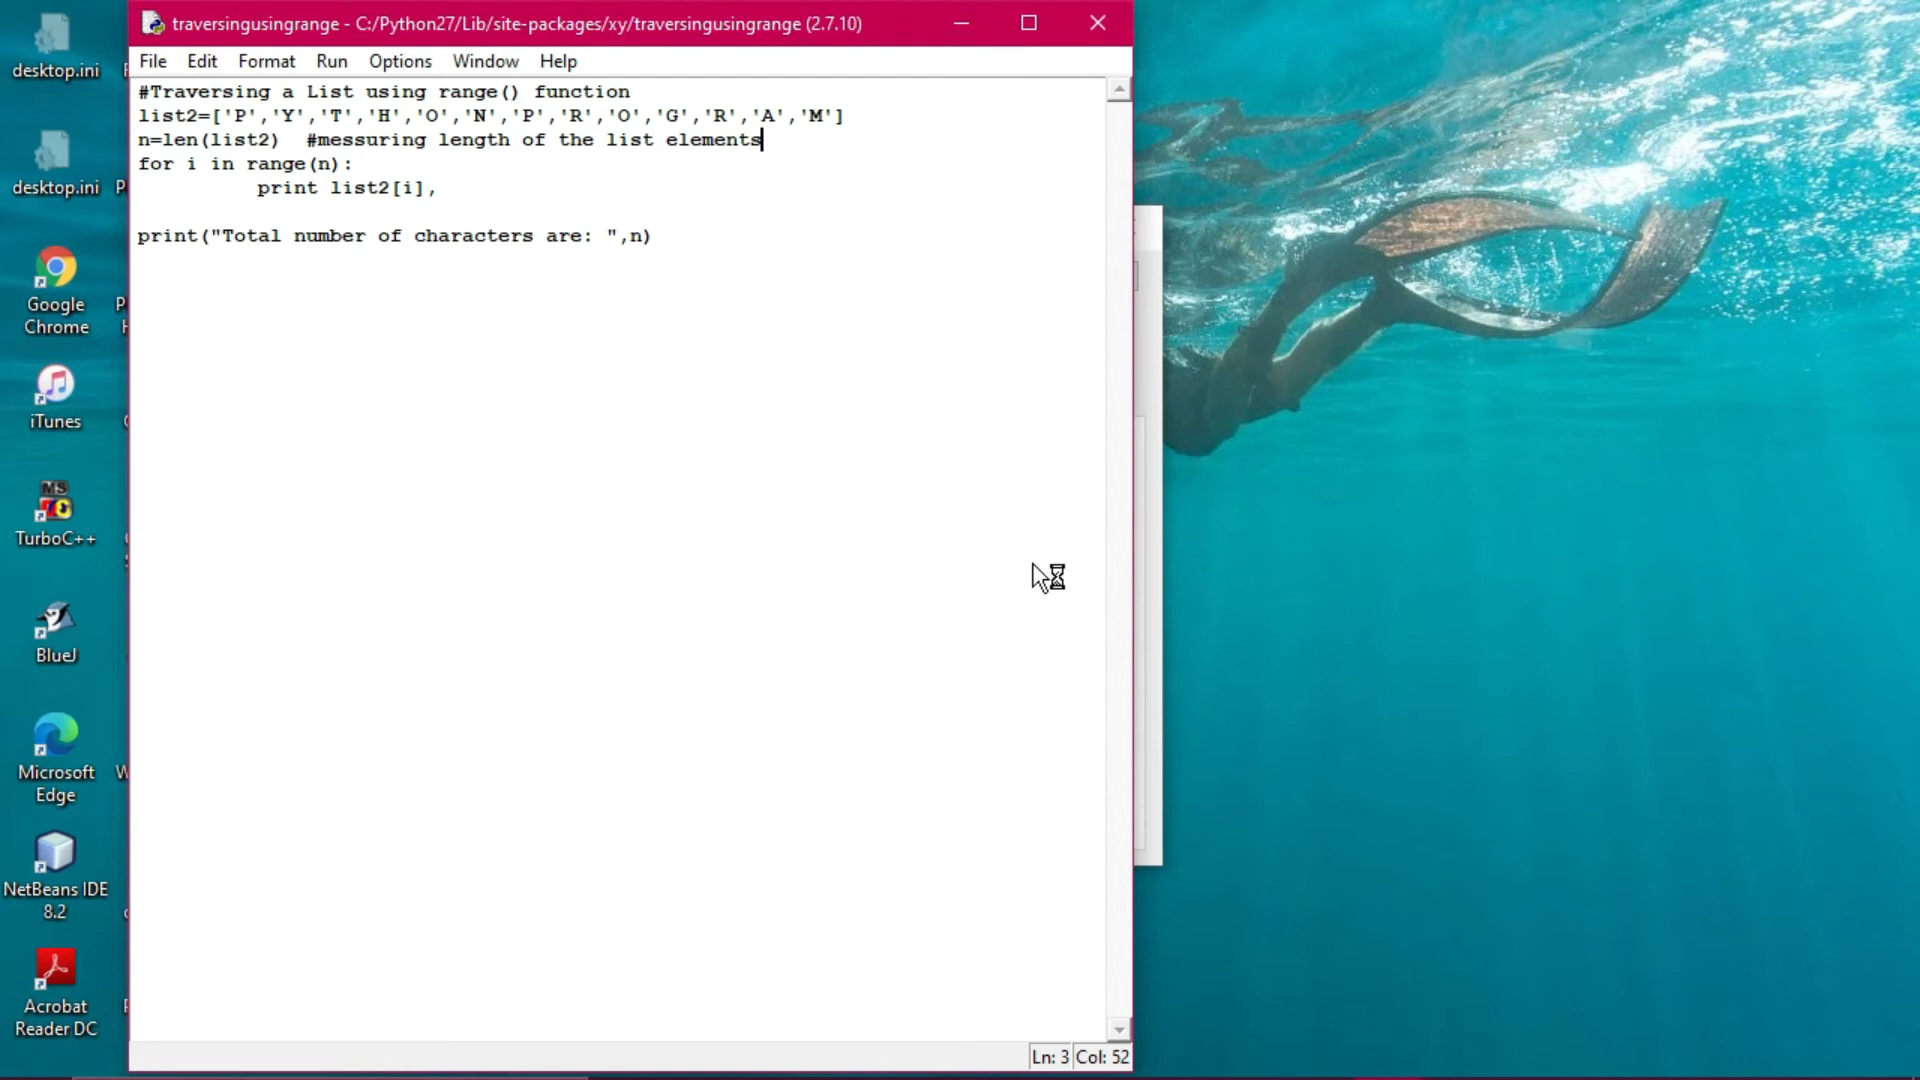 traversingusingrange - C:/Python27/Lib/site-packages/xy/traversingusingrange (2.7.10)
File Edit Format Run Options Window Help
#Traversing a List using range() function
list2=['P','Y','T','H','O','N','P','R','O','G','R','A','M']
n=len(list2)  #messuring length of the list elements
for i in range(n):
          print list2[i],
print("Total number of characters are: ",n)
Ln: 3 Col: 52
desktop.ini
desktop.ini
Google
Chrome
iTunes
MS
TurboC++
BlueJ
Microsoft
Edge
NetBeans IDE
8.2
Acrobat
Reader DC